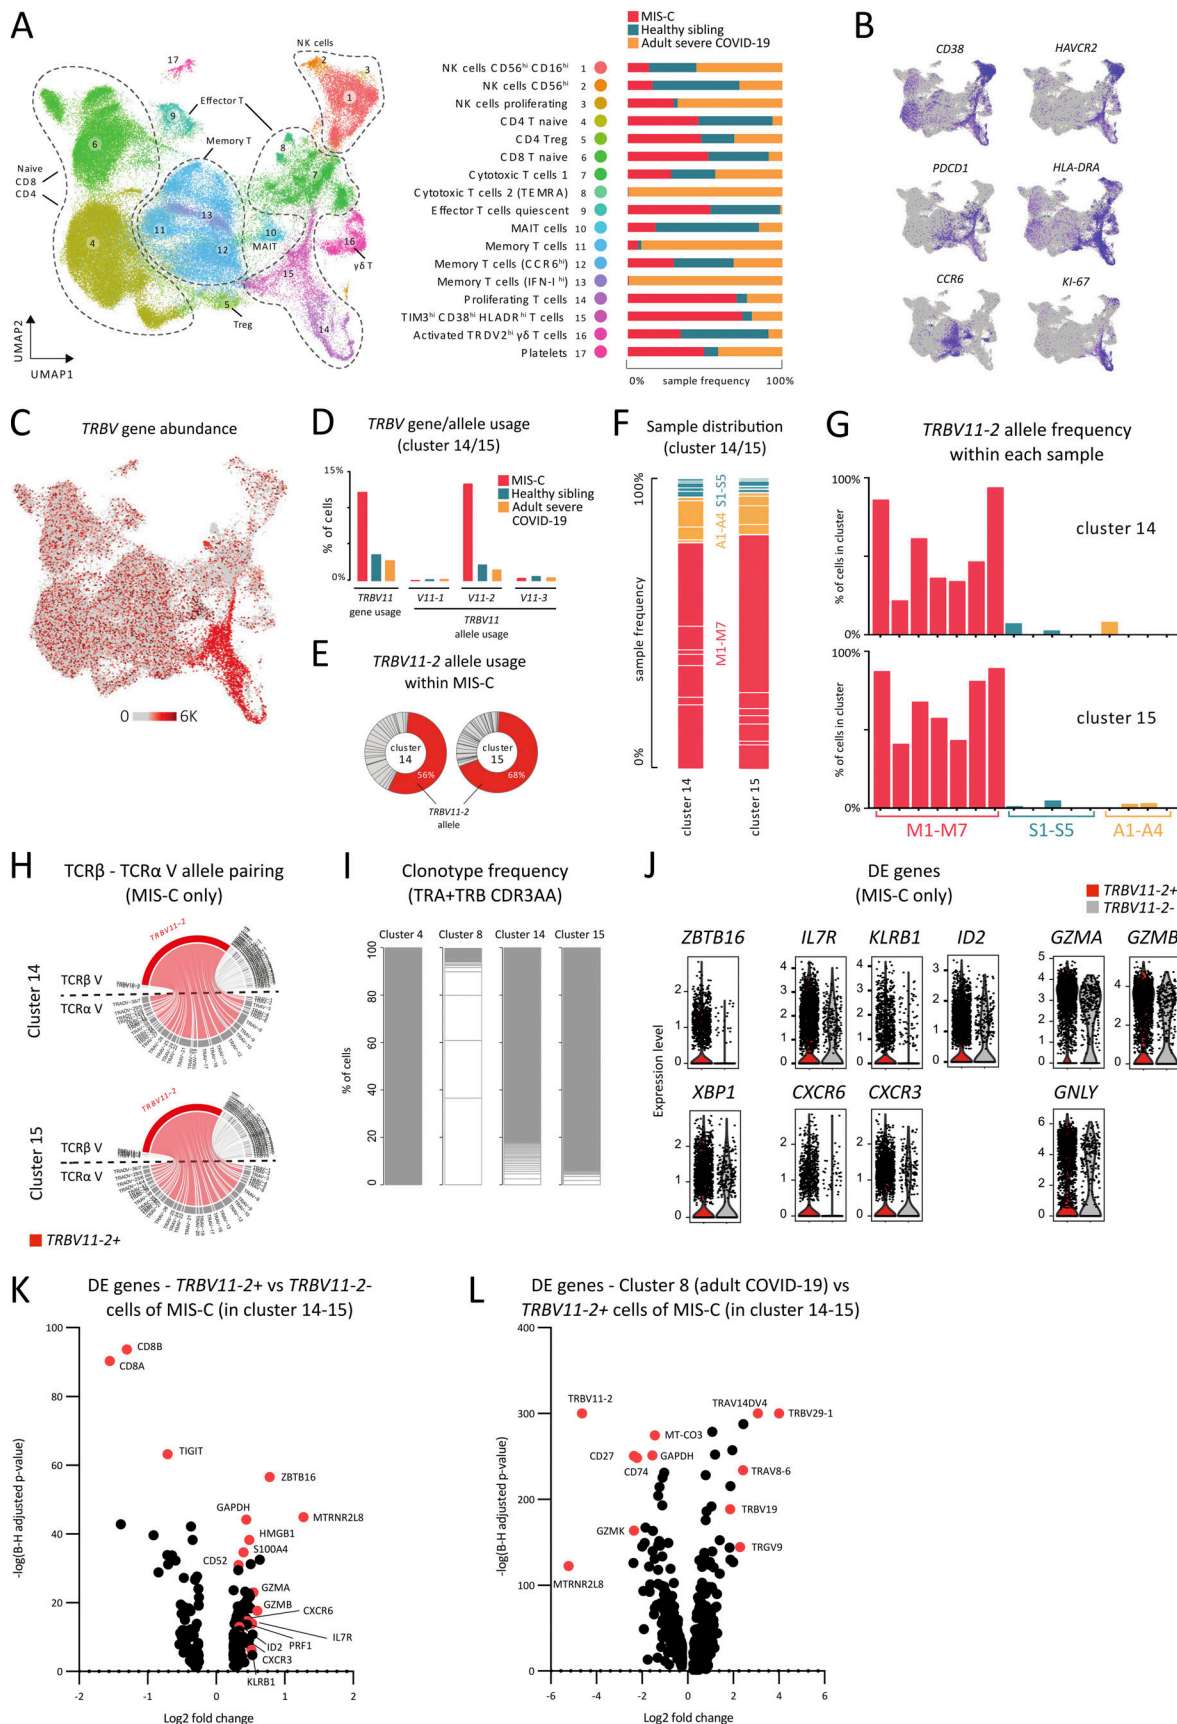 A
MIS-C
Healthy sibling
Adult severe COVID-19
NK cells
17
2
3
1
Effector T
9
Memory T
8
6
7
Naive
CD8
CD4
13
11
10
MAIT
12
4
16
γδ T
15
5
Treg
14
UMAP2
UMAP1
NK cells CD56hi CD16hi 1
NK cells CD56hi 2
NK cells proliferating 3
CD4 T naive 4
CD4 Treg 5
CD8 T naive 6
Cytotoxic T cells 1 7
Cytotoxic T cells 2 (TEMRA) 8
Effector T cells quiescent 9
MAIT cells 10
Memory T cells 11
Memory T cells (CCR6hi) 12
Memory T cells (IFN-I hi) 13
Proliferating T cells 14
TIM3hi CD38hi HLADRhi T cells 15
Activated TRDV2hi γδ T cells 16
Platelets 17
0% sample frequency 100%
B
CD38 HAVCR2
PDCD1 HLA-DRA
CCR6 KI-67
C
TRBV gene abundance
0 6K
D
TRBV gene/allele usage
(cluster 14/15)
15%
% of cells
0%
MIS-C
Healthy sibling
Adult severe
COVID-19
TRBV11 V11-1 V11-2 V11-3
gene usage
TRBV11
allele usage
E
TRBV11-2 allele usage
within MIS-C
cluster
14
56%
cluster
15
68%
TRBV11-2
allele
F
Sample distribution
(cluster 14/15)
100%
sample frequency
0%
S1-S5
A1-A4
M1-M7
cluster 14
cluster 15
G
TRBV11-2 allele frequency
within each sample
100%
% of cells in cluster
0%
cluster 14
100%
% of cells in cluster
0%
cluster 15
M1-M7 S1-S5 A1-A4
H
TCRβ - TCRα V allele pairing
(MIS-C only)
Cluster 14
TRBV11-2
TCRβ V
TCRα V
Cluster 15
TRBV11-2
TCRβ V
TCRα V
TRBV11-2+
I
Clonotype frequency
(TRA+TRB CDR3AA)
Cluster 4 Cluster 8 Cluster 14 Cluster 15
100
80
60
40
20
0
% of cells
J
DE genes
(MIS-C only)
TRBV11-2+
TRBV11-2-
ZBTB16 IL7R KLRB1 ID2 GZMA GZMB
Expression level
XBP1 CXCR6 CXCR3 GNLY
K
DE genes - TRBV11-2+ vs TRBV11-2-
cells of MIS-C (in cluster 14-15)
100
80
60
40
20
0
-log(B-H adjusted p-value)
CD8B
CD8A
TIGIT
ZBTB16
GAPDH
MTRNR2L8
HMGB1
S100A4
CD52
GZMA
GZMB
CXCR6
IL7R
PRF1
ID2
CXCR3
KLRB1
-2 -1 0 1 2
Log2 fold change
L
DE genes - Cluster 8 (adult COVID-19) vs
TRBV11-2+ cells of MIS-C (in cluster 14-15)
400
300
200
100
0
-log(B-H adjusted p-value)
TRBV11-2
TRAV14DV4
TRBV29-1
MT-CO3
CD27
GAPDH
CD74
TRAV8-6
TRBV19
GZMK
TRGV9
MTRNR2L8
-6 -4 -2 0 2 4 6
Log2 fold change